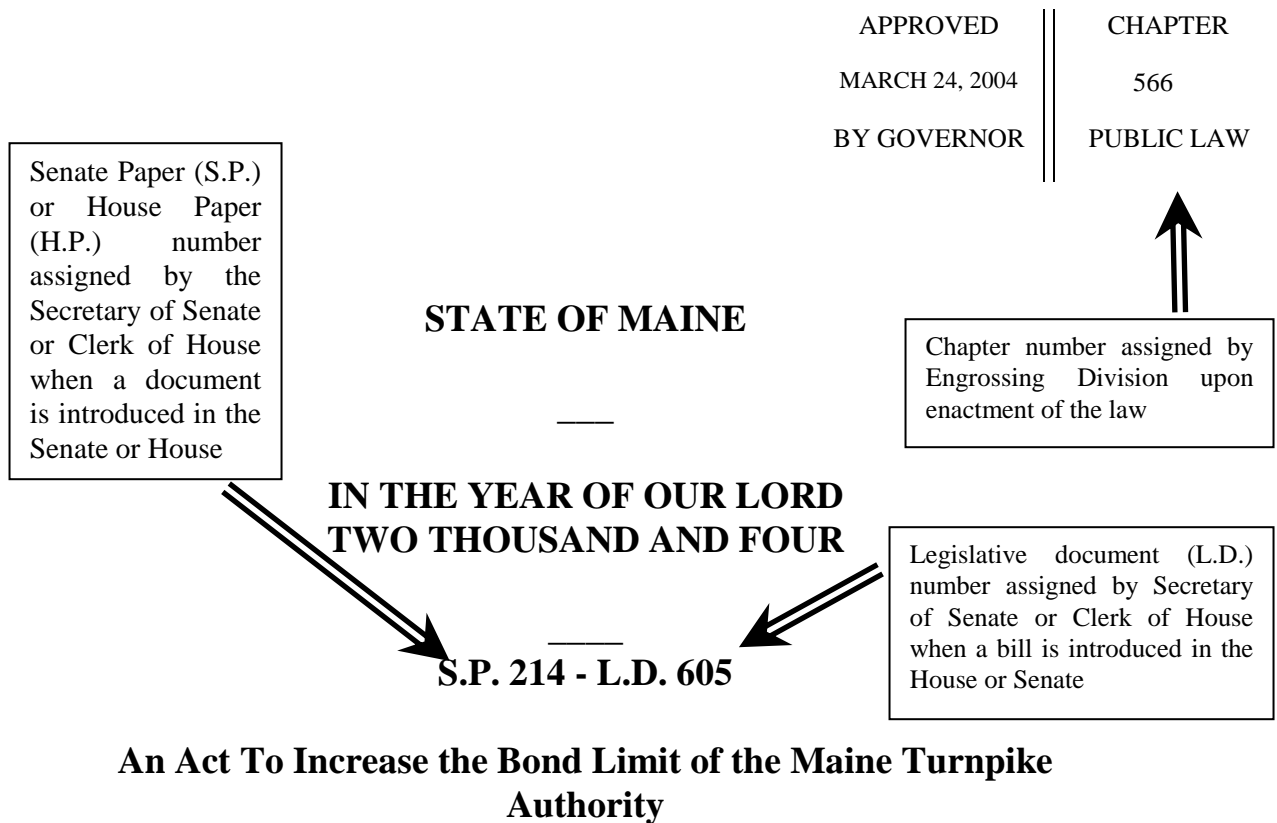 APPROVED CHAPTER
MARCH 24, 2004 566
BY GOVERNOR PUBLIC LAW
Senate Paper (S.P.)
or House Paper
(H.P.) number
assigned by the
Secretary of Senate
or Clerk of House
when a document
is introduced in the
Senate or House
STATE OF MAINE
Chapter number assigned by
Engrossing Division upon
enactment of the law
IN THE YEAR OF OUR LORD
TWO THOUSAND AND FOUR
Legislative document (L.D.)
number assigned by Secretary
of Senate or Clerk of House
when a bill is introduced in the
House or Senate
S.P. 214 - L.D. 605
An Act To Increase the Bond Limit of the Maine Turnpike
Authority